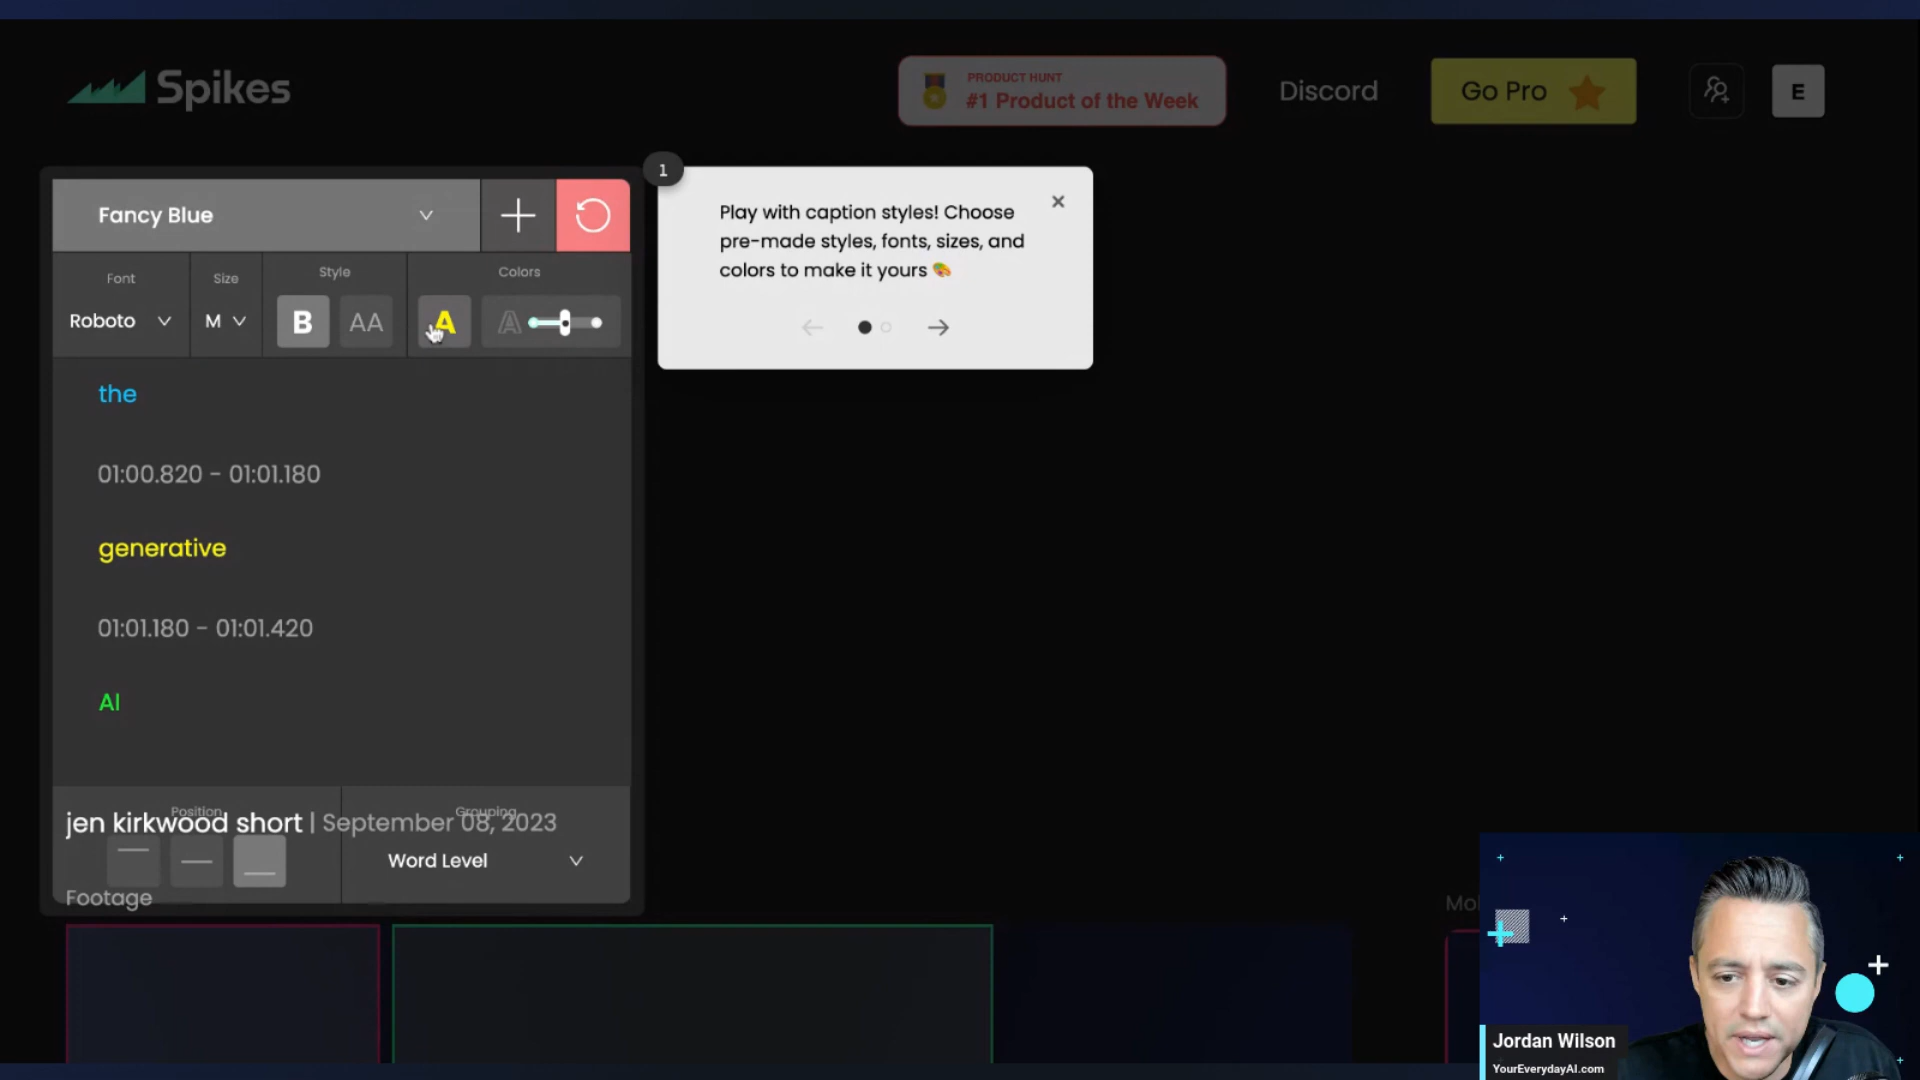 Spikes
PRODUCT HUNT
#1 Product of the Week
Discord
Go Pro
E
Fancy Blue
1
Play with caption styles! Choose
pre-made styles, fonts, sizes, and
colors to make it yours
Font
Size
Style
Colors
Roboto
M
B
AA
A
A
the
01:00.820 - 01:01.180
generative
01:01.180 - 01:01.420
AI
Position
Grouping
jen kirkwood short | September 08, 2023
Word Level
Footage
Jordan Wilson
YourEverydayAI.com